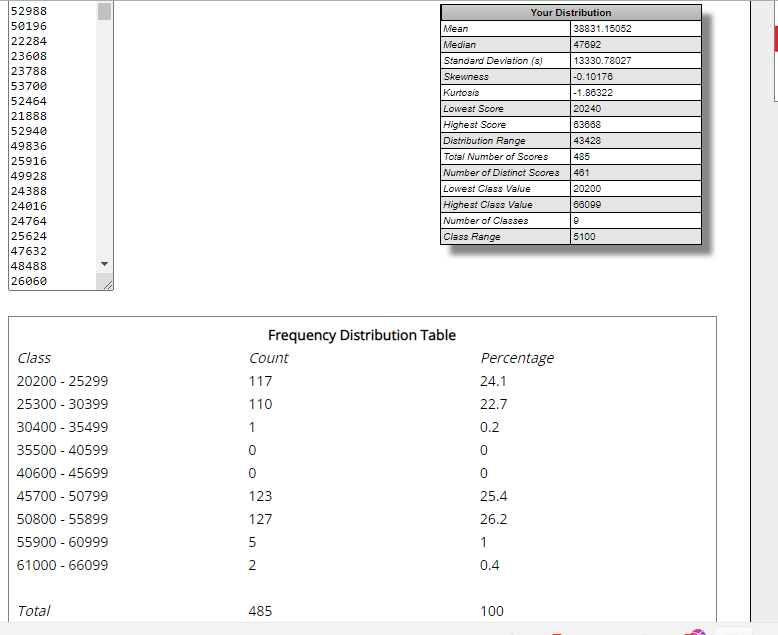 52988
50196
22284
23608
23788
53700
52464
21888
52940
49836
25916
49928
24388
24016
24764
25624
47632
48488
26060
Your Distribution
Mean 38831.15052
Median 47692
Standard Deviation (s) 13330.78027
Skewness -0.10176
Kurtosis -1.86322
Lowest Score 20240
Highest Score 63668
Distribution Range 43428
Total Number of Scores 485
Number of Distinct Scores 461
Lowest Class Value 20200
Highest Class Value 66099
Number of Classes 9
Class Range 5100
Frequency Distribution Table
Class Count Percentage
20200 - 25299 117 24.1
25300 - 30399 110 22.7
30400 - 35499 1 0.2
35500 - 40599 0 0
40600 - 45699 0 0
45700 - 50799 123 25.4
50800 - 55899 127 26.2
55900 - 60999 5 1
61000 - 66099 2 0.4
Total 485 100